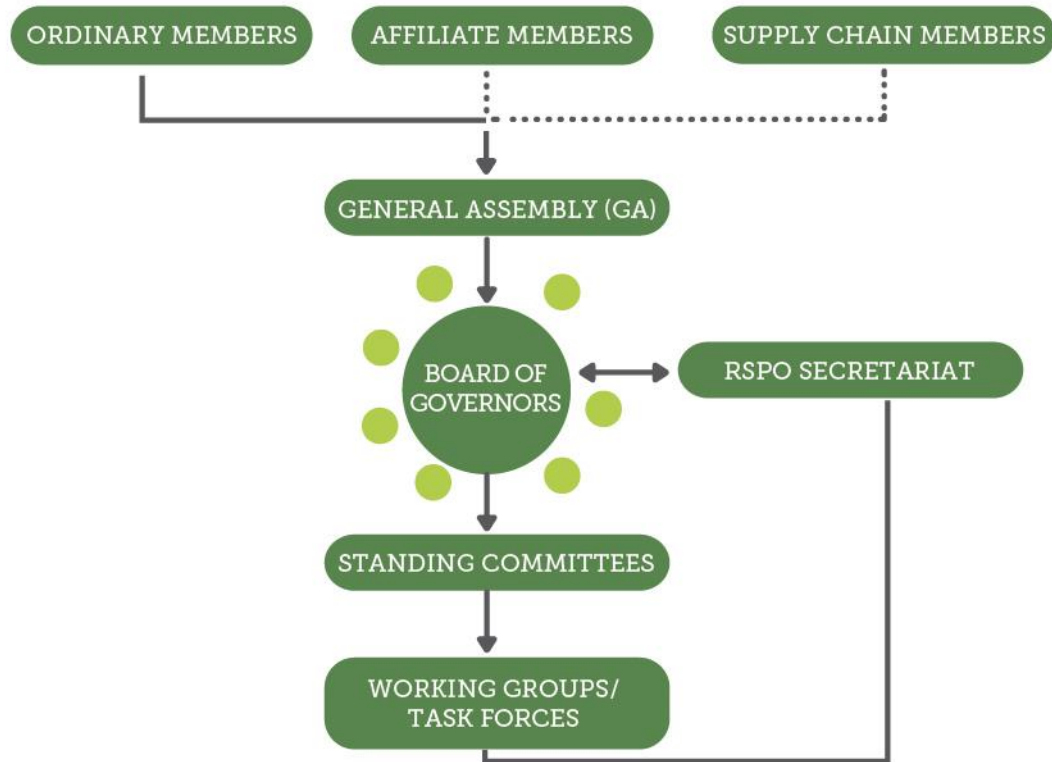 ORDINARY MEMBERS
AFFILIATE MEMBERS
SUPPLY CHAIN MEMBERS
GENERAL ASSEMBLY (GA)
BOARD OF
GOVERNORS
RSPO SECRETARIAT
STANDING COMMITTEES
WORKING GROUPS/
TASK FORCES